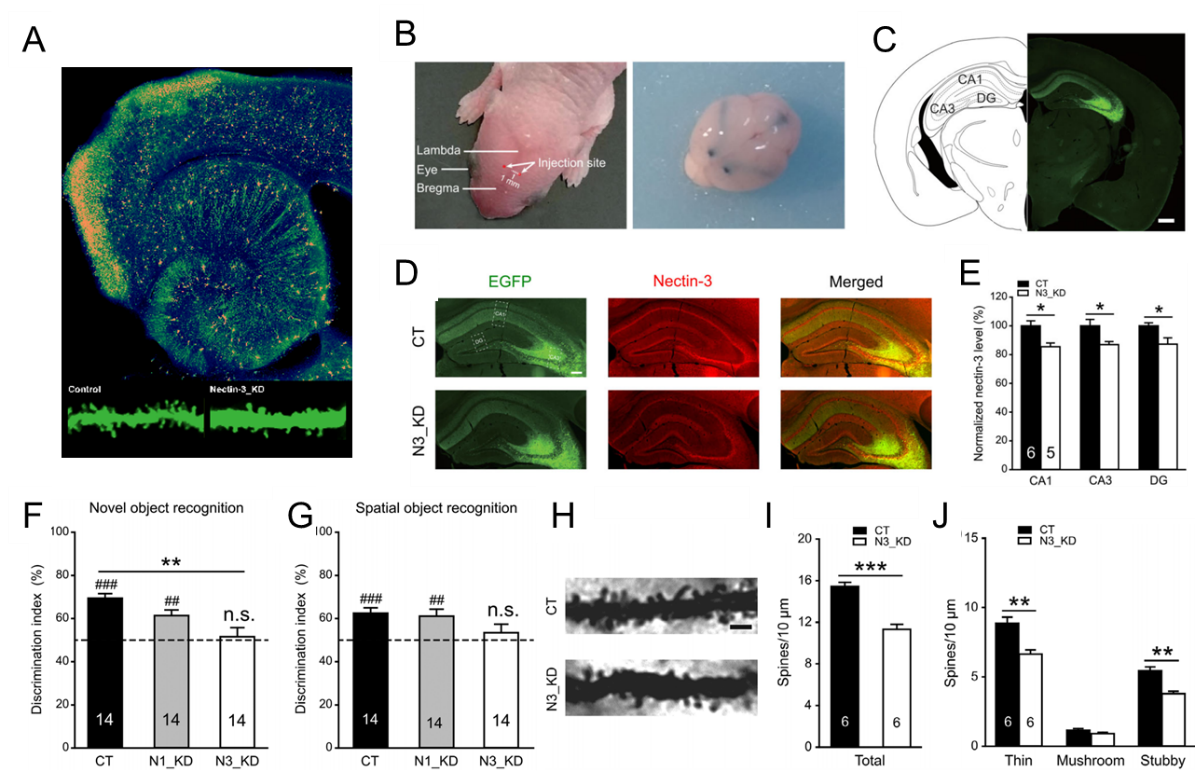 A
Control
Nectin-3_KD
B
Lambda
Eye
Bregma
Injection site
1 mm
C
CA1
CA3
DG
D
EGFP
Nectin-3
Merged
CT
CA1
DG
N3_KD
E
CT
N3_KD
Normalized nectin-3 level (%)
120
100
80
60
40
20
0
* * *
6 5
CA1 CA3 DG
F
Novel object recognition
Discrimination index (%)
100
80
60
40
20
0
**
### ## n.s.
14 14 14
CT N1_KD N3_KD
G
Spatial object recognition
Discrimination index (%)
100
80
60
40
20
0
### ## n.s.
14 14 14
CT N1_KD N3_KD
H
CT
N3_KD
I
CT
N3_KD
Spines/10 µm
20
16
12
8
4
0
***
6 6
Total
J
CT
N3_KD
Spines/10 µm
15
10
5
0
** **
6 6
Thin Mushroom Stubby